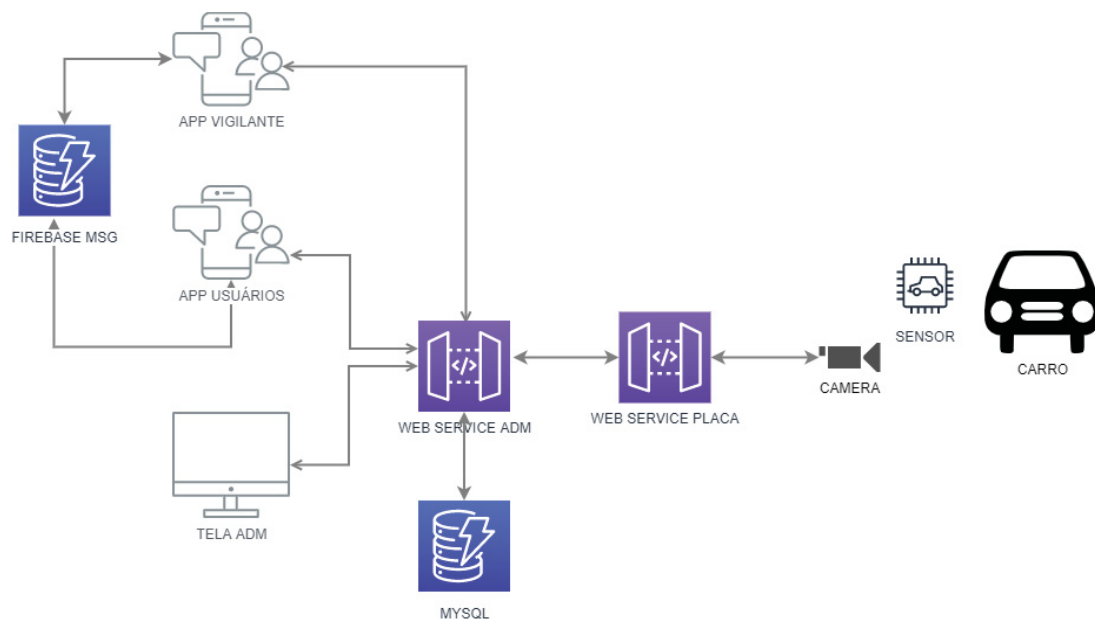 APP VIGILANTE
FIREBASE MSG
APP USUÁRIOS
SENSOR
CARRO
CAMERA
WEB SERVICE ADM
WEB SERVICE PLACA
TELA ADM
MYSQL
</>
</>